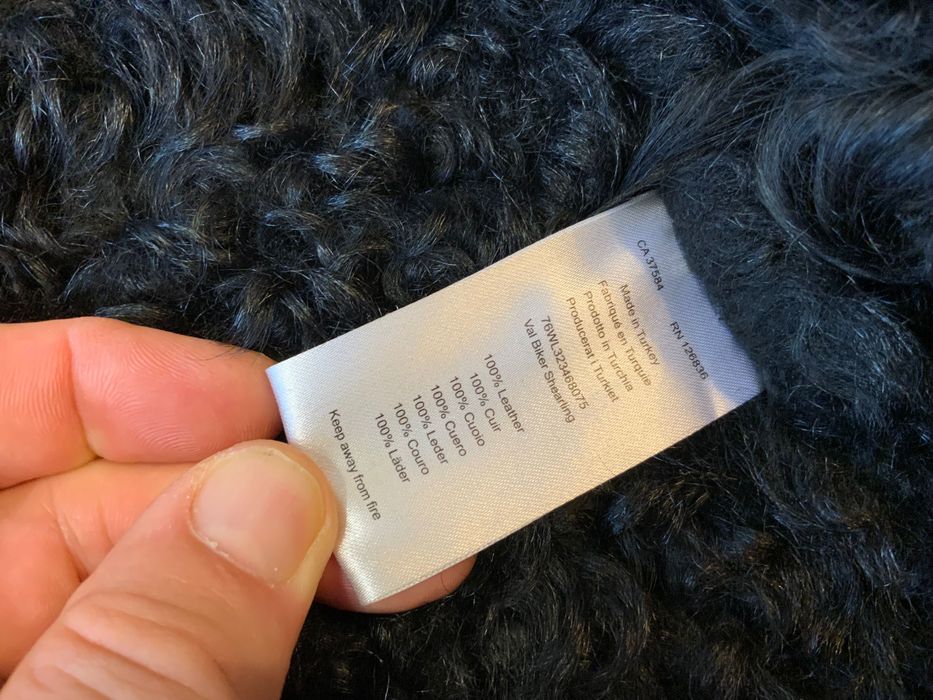 CA 37584 RN 126836
Made in Turkey
Fabriqué en Turquie
Prodotto in Turchia
Producerat i Turkiet
76WL323468075
Val Biker Shearling
100% Leather
100% Cuir
100% Cuoio
100% Cuero
100% Leder
100% Couro
100% Läder
Keep away from fire